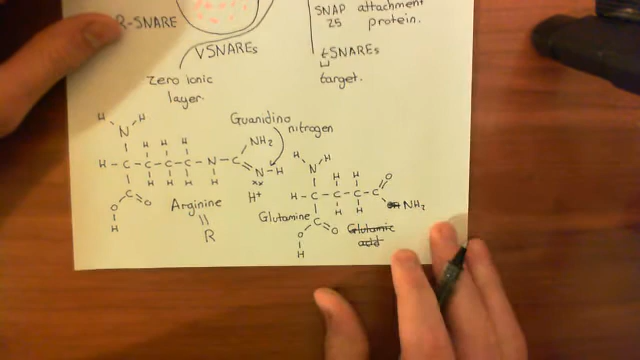 R-SNARE
VSNAREs
Zero ionic
layer.
SNAP attachment
25 protein.
tSNAREs
target.
Guanidino
nitrogen
H H
N
H H H
H-C-C-C-C-N-C
NH2
N-H
H H H H
C O
O
H
Arginine
R
H+
H H
N
H H
H-C-C-C-C
O
NH2
H H
C O
O
H
Glutamine
Glutamic
acid